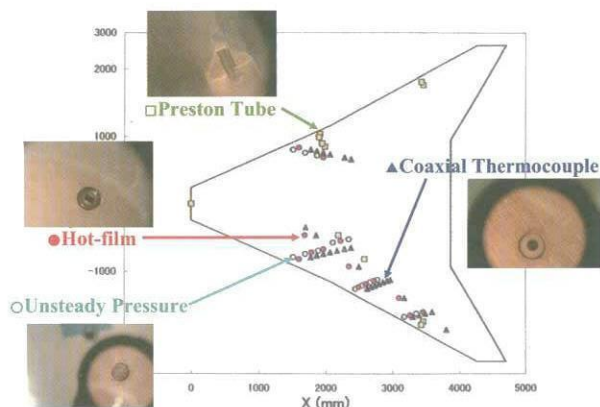 3000
2000
□Preston Tube
1000
▲Coaxial Thermocouple
●Hot-film
-1000
○Unsteady Pressure
0
1000
2000
3000
4000
5000
X (mm)